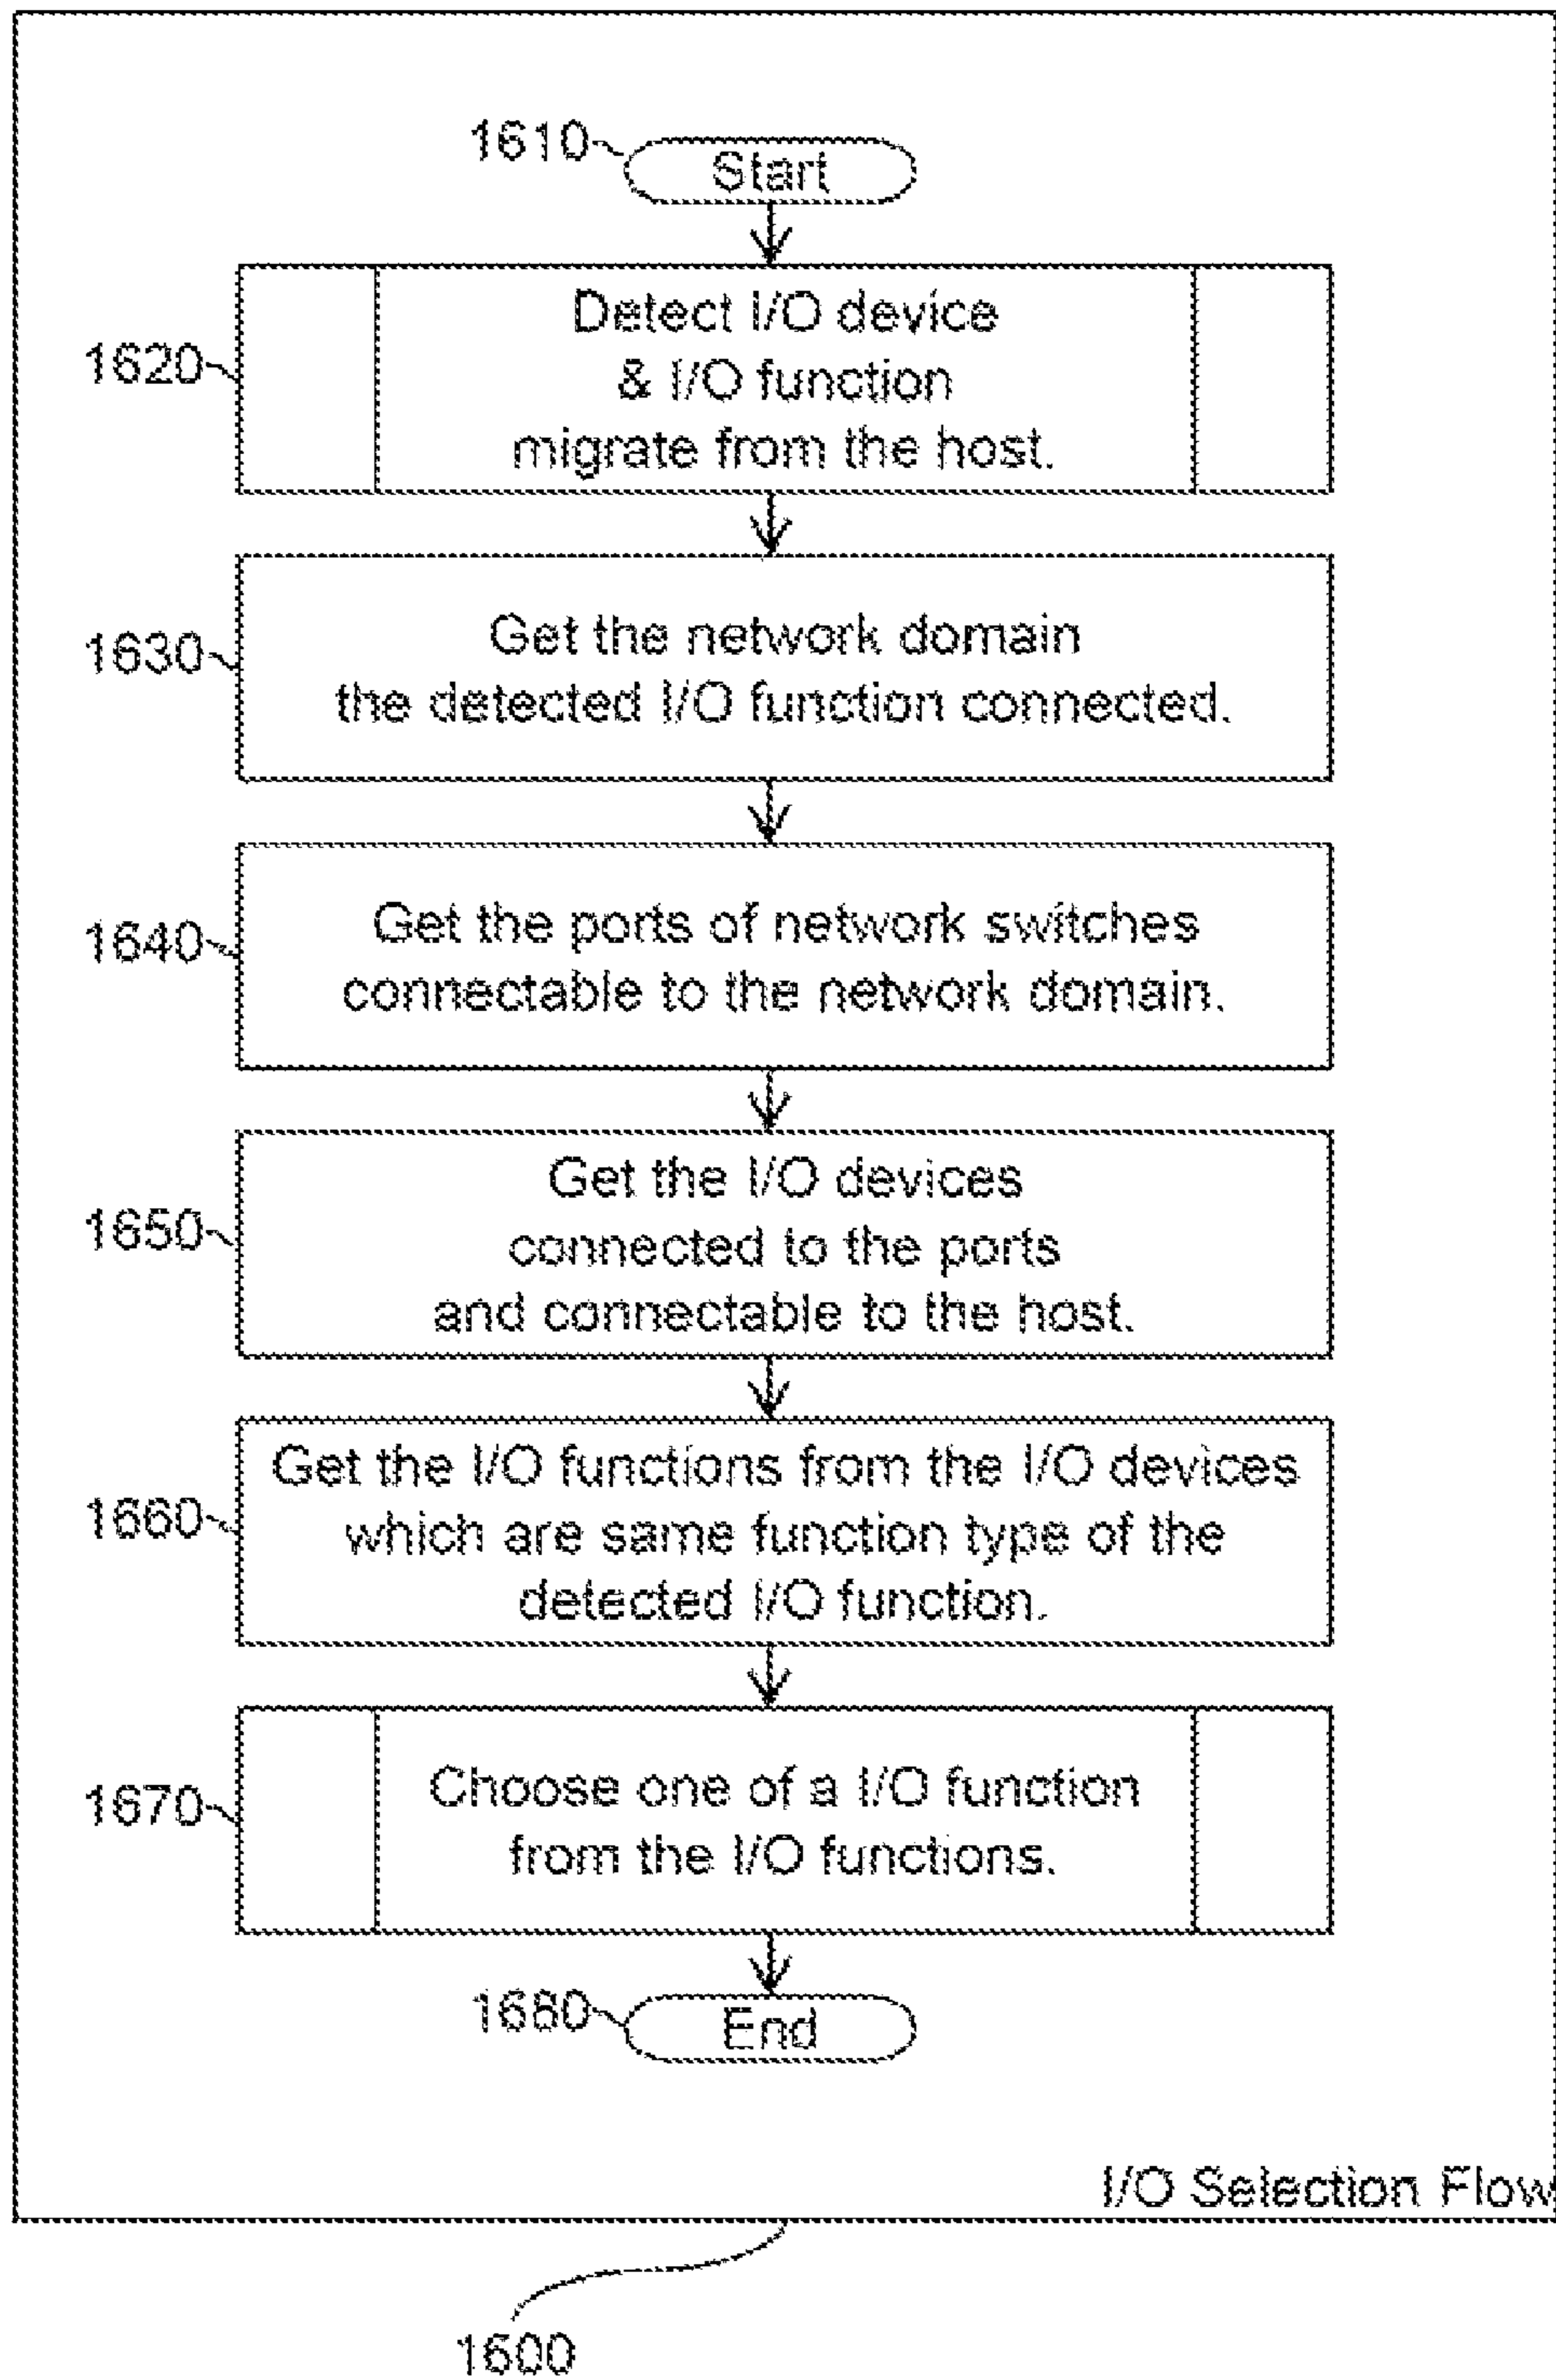 1610
Start
1620
Detect I/O device
& I/O function
migrate from the host.
1630
Get the network domain
the detected I/O function connected.
1640
Get the ports of network switches
connectable to the network domain.
1650
Get the I/O devices
connected to the ports
and connectable to the host.
1660
Get the I/O functions from the I/O devices
which are same function type of the
detected I/O function.
1670
Choose one of a I/O function
from the I/O functions.
1680
End
I/O Selection Flow
1600